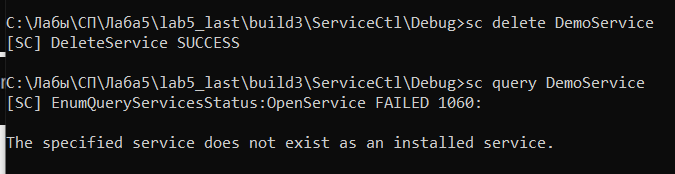 C:\Лабы\СП\Лаба5\lab5_last\build3\ServiceCtl\Debug>sc delete DemoService
[SC] DeleteService SUCCESS
C:\Лабы\СП\Лаба5\lab5_last\build3\ServiceCtl\Debug>sc query DemoService
[SC] EnumQueryServicesStatus:OpenService FAILED 1060:
The specified service does not exist as an installed service.